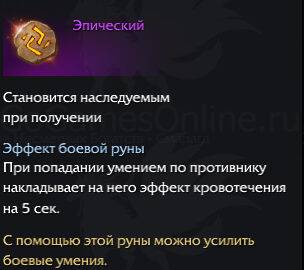 Эпический
Становится наследуемым
при получении
Эффект боевой руны
При попадании умением по противнику
накладывает на него эффект кровотечения
на 5 сек.
С помощью этой руны можно усилить
боевые умения.